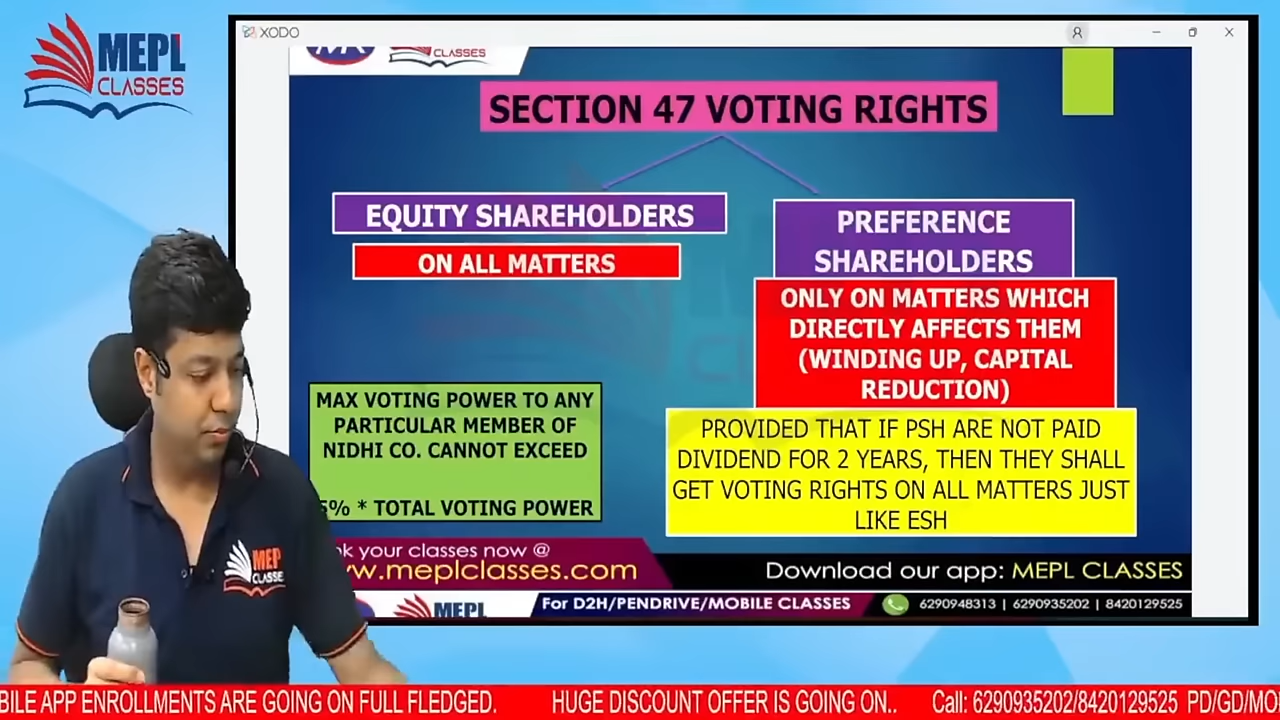 MEPL
CLASSES
XODO
CLASSES
SECTION 47 VOTING RIGHTS
EQUITY SHAREHOLDERS
ON ALL MATTERS
PREFERENCE
SHAREHOLDERS
ONLY ON MATTERS WHICH
DIRECTLY AFFECTS THEM
(WINDING UP, CAPITAL
REDUCTION)
MAX VOTING POWER TO ANY
PARTICULAR MEMBER OF
NIDHI CO. CANNOT EXCEED
5% * TOTAL VOTING POWER
PROVIDED THAT IF PSH ARE NOT PAID
DIVIDEND FOR 2 YEARS, THEN THEY SHALL
GET VOTING RIGHTS ON ALL MATTERS JUST
LIKE ESH
your classes now @
.meplclasses.com
Download our app: MEPL CLASSES
MEPL
For D2H/PENDRIVE/MOBILE CLASSES
6290948313 | 6290935202 | 8420129525
MEPL
CLASSES
BILE APP ENROLLMENTS ARE GOING ON FULL FLEDGED. HUGE DISCOUNT OFFER IS GOING ON.. Call: 6290935202/8420129525 PD/GD/MO